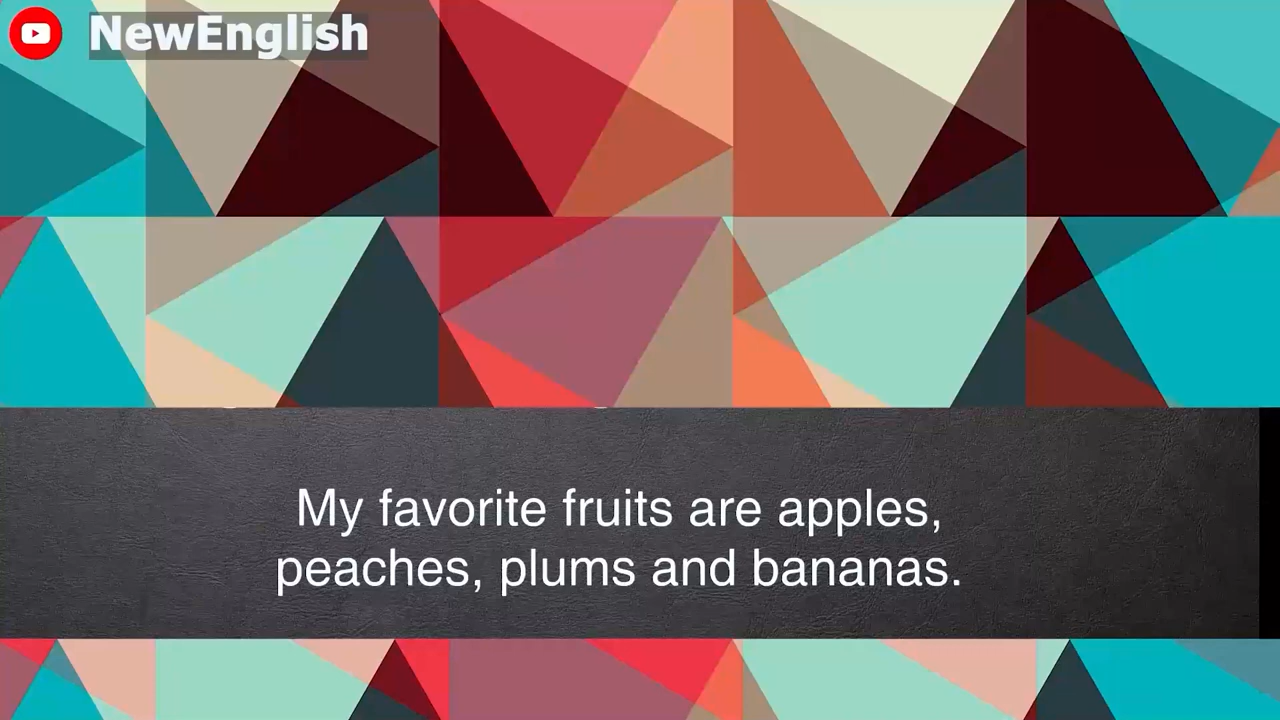 NewEnglish
My favorite fruits are apples,
peaches, plums and bananas.